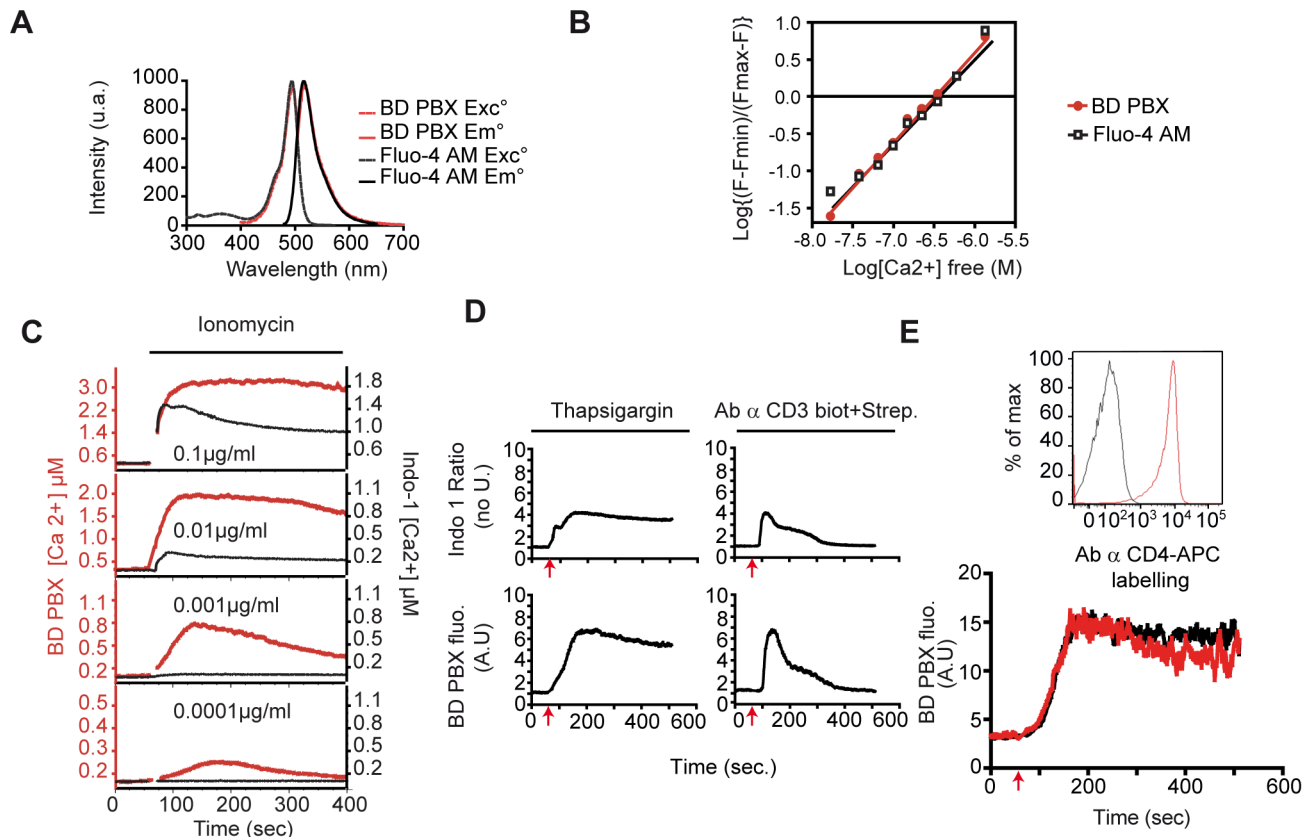 A
Intensity (u.a.)
1000
800
600
400
200
0
300 400 500 600 700
Wavelength (nm)
BD PBX Exc°
BD PBX Em°
Fluo-4 AM Exc°
Fluo-4 AM Em°
B
Log{(F-Fmin)/(Fmax-F)}
1.0
0.5
0.0
-0.5
-1.0
-1.5
-8.0 -7.5 -7.0 -6.5 -6.0 -5.5
Log[Ca2+] free (M)
BD PBX
Fluo-4 AM
C
Ionomycin
BD PBX [Ca 2+] µM
Indo-1 [Ca2+] µM
3.0
2.2
1.4
0.6
0.1µg/ml
1.8
1.4
1.0
0.6
2.0
1.5
1.0
0.5
0.01µg/ml
1.1
0.8
0.5
0.2
1.1
0.8
0.5
0.2
0.001µg/ml
1.1
0.8
0.5
0.2
0.5
0.4
0.3
0.2
0.0001µg/ml
1.1
0.8
0.5
0.2
0 100 200 300 400
Time (sec)
D
Thapsigargin
Ab α CD3 biot+Strep.
Indo 1 Ratio
(no U.)
10
8
6
4
2
0
10
8
6
4
2
0
BD PBX fluo.
(A.U)
10
8
6
4
2
0
0 200 400 600
10
8
6
4
2
0
0 200 400 600
Time (sec.)
E
% of max
100
80
60
40
20
0
0 10² 10³ 10⁴ 10⁵
Ab α CD4-APC
labelling
BD PBX fluo.
(A.U)
20
15
10
5
0
0 200 400 600
Time (sec)